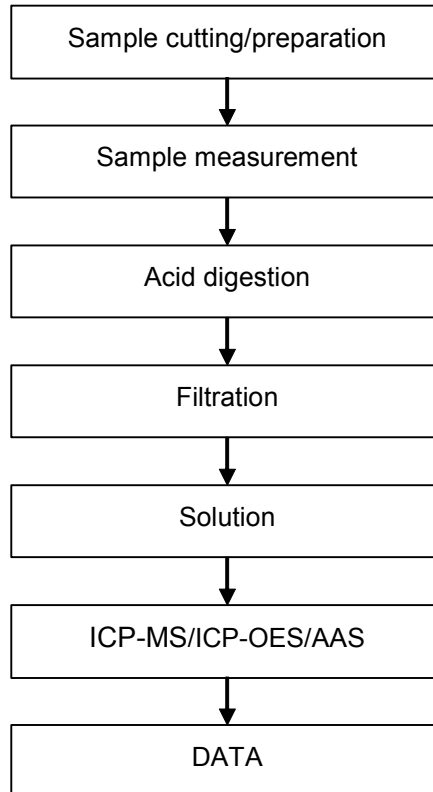 Sample cutting/preparation
Sample measurement
Acid digestion
Filtration
Solution
ICP-MS/ICP-OES/AAS
DATA